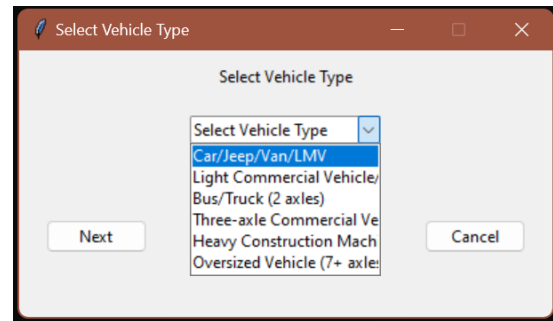 Select Vehicle Type
Select Vehicle Type
Select Vehicle Type
Car/Jeep/Van/LMV
Light Commercial Vehicle/
Bus/Truck (2 axles)
Three-axle Commercial Ve
Heavy Construction Mach
Oversized Vehicle (7+ axle
Next
Cancel